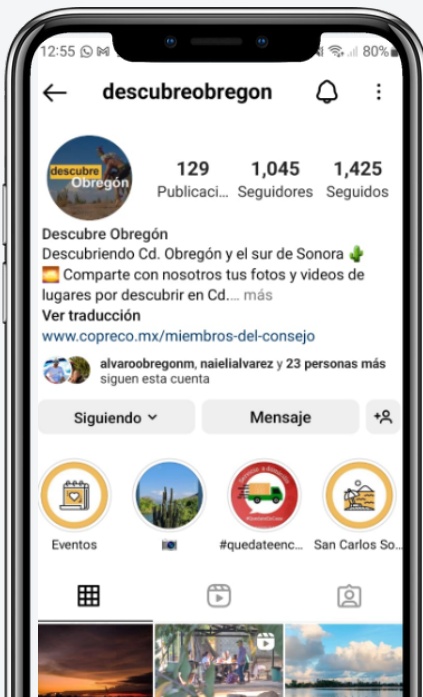 12:55 80%
descubreobregon
descubre
Obregón
129 1,045 1,425
Publicaci... Seguidores Seguidos
Descubre Obregón
Descubriendo Cd. Obregón y el sur de Sonora 🌵
🌅 Comparte con nosotros tus fotos y videos de
lugares por descubrir en Cd.... más
Ver traducción
www.copreco.mx/miembros-del-consejo
alvaroobregonm, naielialvarez y 23 personas más
siguen esta cuenta
Siguiendo Mensaje
Eventos 📷 #quedateenc... San Carlos So...